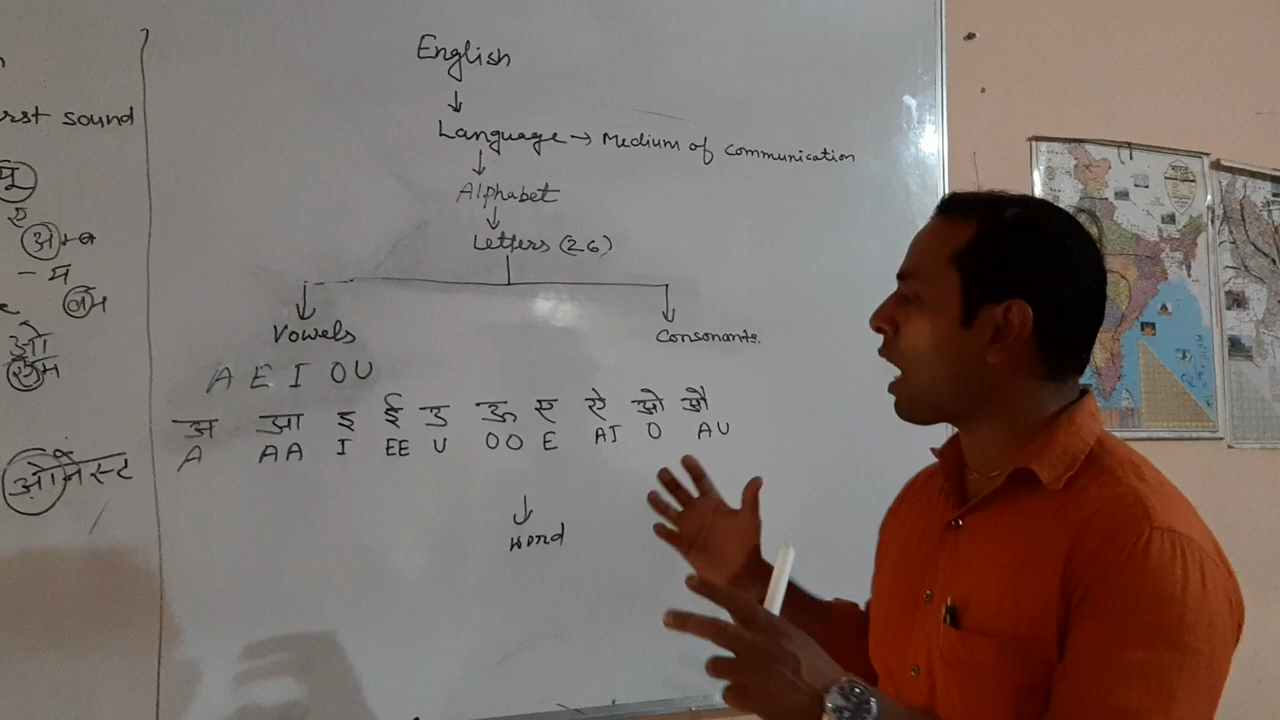 rst sound
ए
ओ
ओनेस्ट
English
Language → Medium of communication
Alphabet
Letters (26)
Vowels Consonants.
A E I O U
अ आ इ ई उ ऊ ए ऐ ओ औ
A AA I EE U OO E AI O AU
word